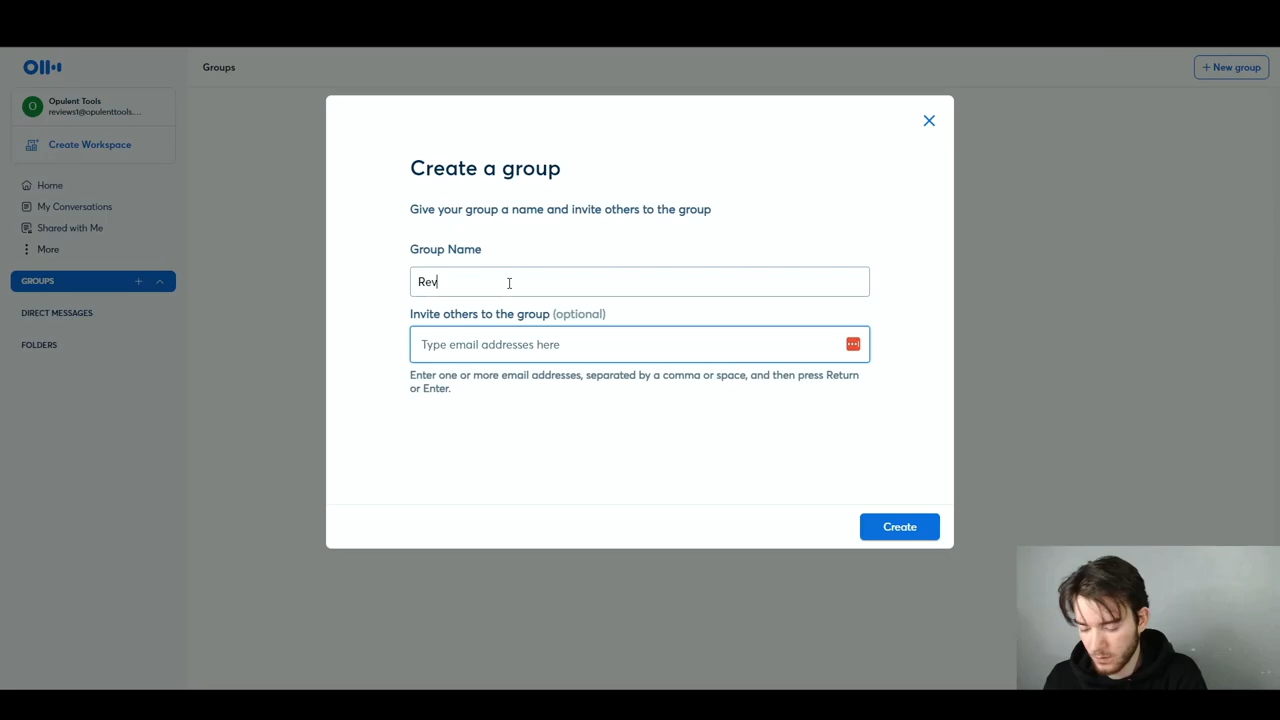 Groups
+ New group
O
Opulent Tools
reviews1@opulenttools....
Create Workspace
Home
My Conversations
Shared with Me
More
GROUPS
DIRECT MESSAGES
FOLDERS
Create a group
Give your group a name and invite others to the group
Group Name
Rev
Invite others to the group (optional)
Type email addresses here
Enter one or more email addresses, separated by a comma or space, and then press Return
or Enter.
Create